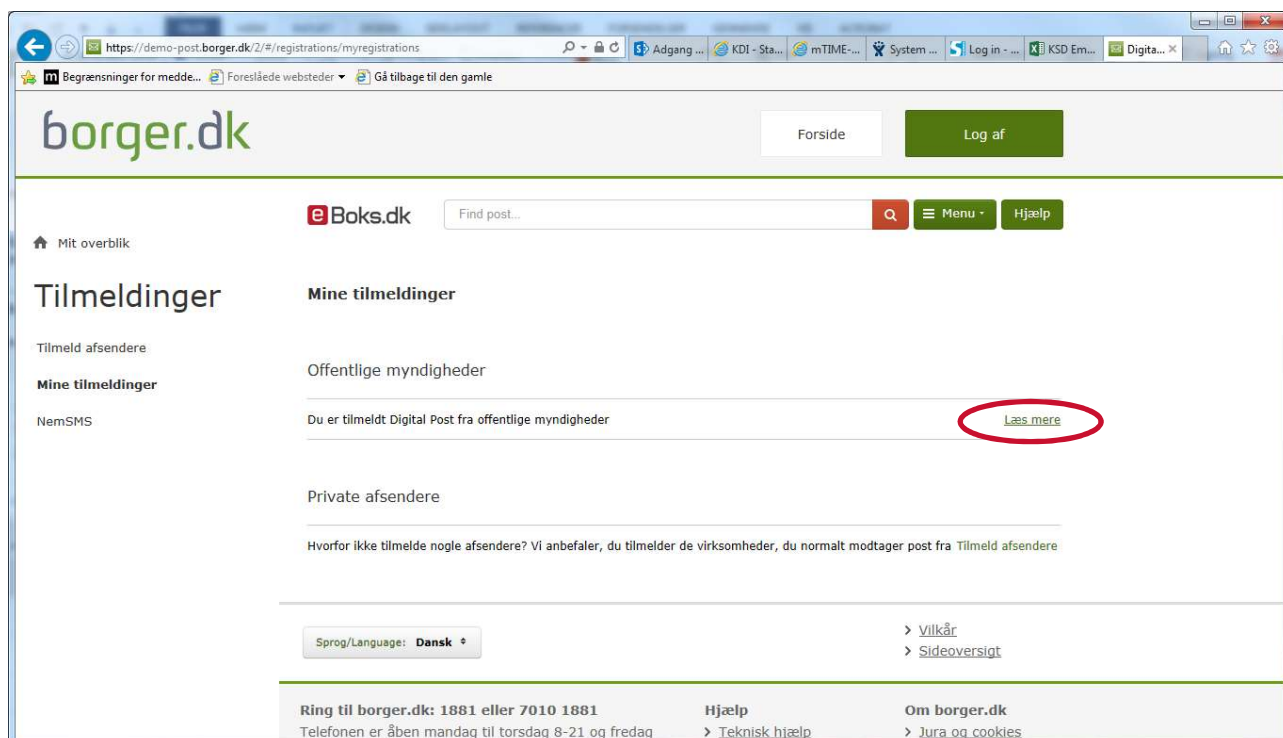 https://demo-post.borger.dk/2/#/registrations/myregistrations
Adgang ...
KDI - Sta...
mTIME-...
System ...
Log in - ...
KSD Em...
Digita...
Begrænsninger for medde...
Foreslåede websteder
Gå tilbage til den gamle
borger.dk
Forside
Log af
e Boks.dk
Find post...
Menu
Hjælp
Mit overblik
Tilmeldinger
Tilmeld afsendere
Mine tilmeldinger
NemSMS
Mine tilmeldinger
Offentlige myndigheder
Du er tilmeldt Digital Post fra offentlige myndigheder
Læs mere
Private afsendere
Hvorfor ikke tilmelde nogle afsendere? Vi anbefaler, du tilmelder de virksomheder, du normalt modtager post fra Tilmeld afsendere
Sprog/Language: Dansk
> Vilkår
> Sideoversigt
Ring til borger.dk: 1881 eller 7010 1881
Telefonen er åben mandag til torsdag 8-21 og fredag
Hjælp
> Teknisk hjælp
Om borger.dk
> Jura og cookies